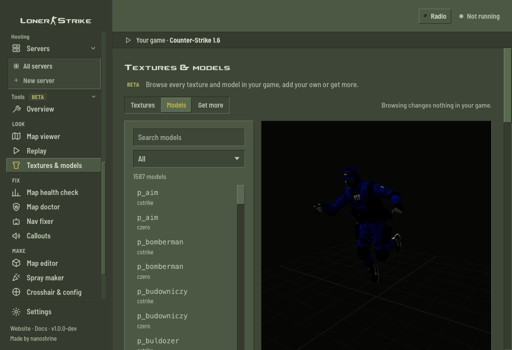 Loner Strike
Hosting
Servers
All servers
+ New server
Tools BETA
Overview
LOOK
Map viewer
Replay
Textures & models
FIX
Map health check
Map doctor
Nav fixer
Callouts
MAKE
Map editor
Spray maker
Crosshair & config
Settings
Website · Docs · v1.0.0-dev
Made by nanoshrine
Radio
Not running
Your game · Counter-Strike 1.6
Textures & models
BETA Browse every texture and model in your game, add your own or get more.
Textures Models Get more
Browsing changes nothing in your game.
Search models
All
1587 models
p_aim
cstrike
p_aim
czero
p_bomberman
cstrike
p_bomberman
czero
p_budowniczy
cstrike
p_budowniczy
czero
p_buldozer